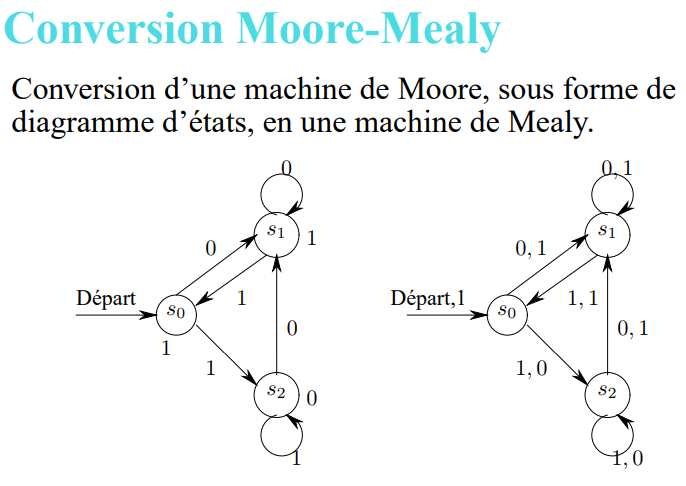 Conversion Moore-Mealy
Conversion d'une machine de Moore, sous forme de
diagramme d'états, en une machine de Mealy.
0
s1
1
0
Départ
s0
1
1
0
1
s2
0
1
0, 1
s1
0, 1
Départ,1
s0
1, 1
0, 1
1, 0
s2
1, 0